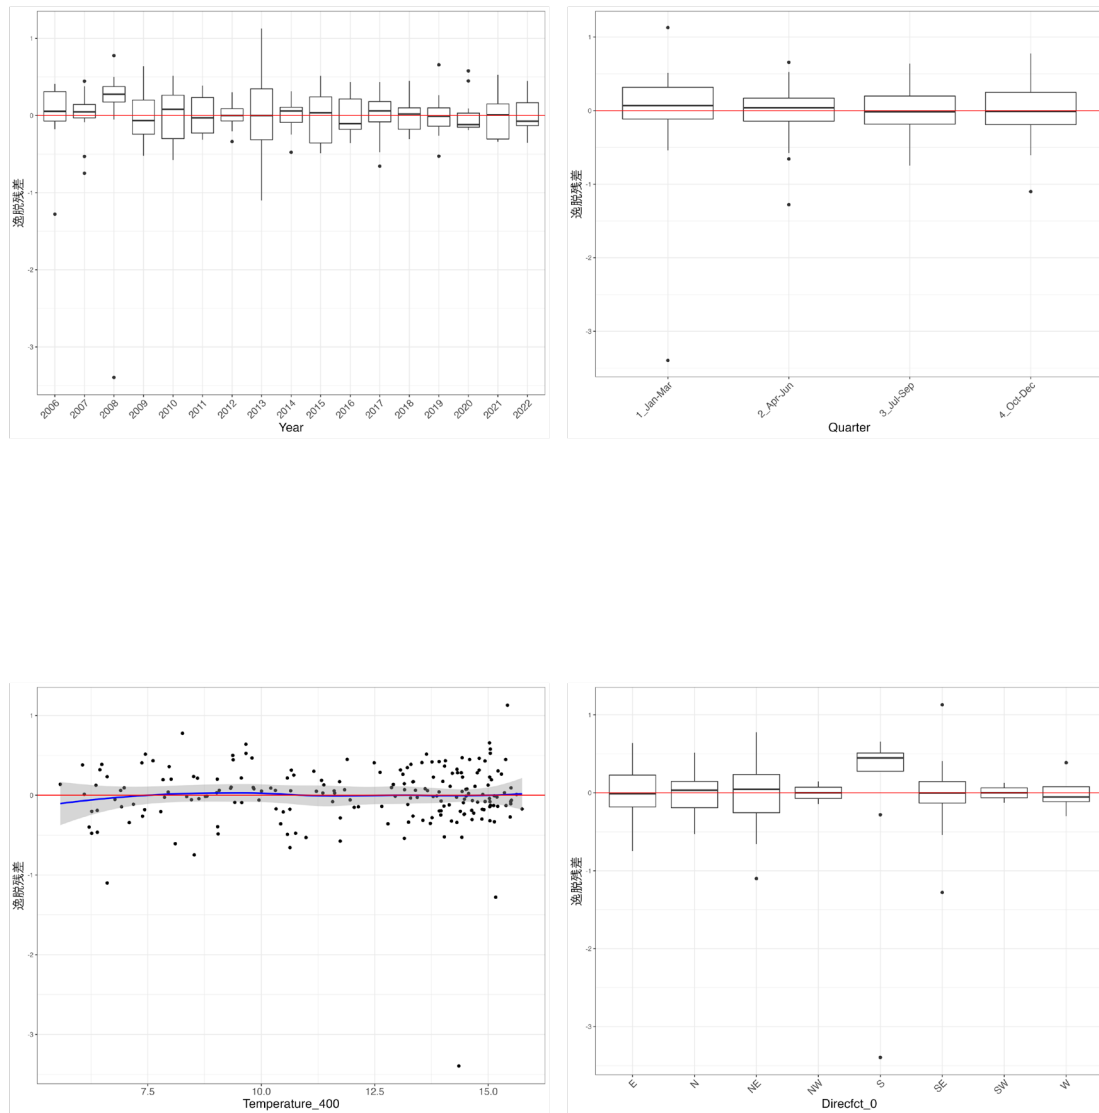 1
0
-1
-2
-3
逸脱残差
2006 2007 2008 2009 2010 2011 2012 2013 2014 2015 2016 2017 2018 2019 2020 2021 2022
Year
1
0
-1
-2
-3
逸脱残差
1_Jan-Mar 2_Apr-Jun 3_Jul-Sep 4_Oct-Dec
Quarter
1
0
-1
-2
-3
逸脱残差
7.5 10.0 12.5 15.0
Temperature_400
1
0
-1
-2
-3
逸脱残差
E N NE NW S SE SW W
Direcfct_0